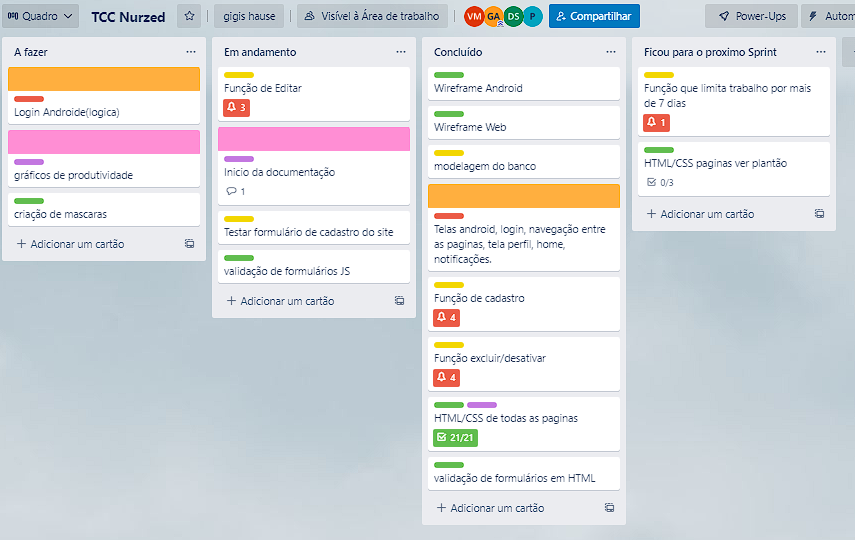 Quadro
TCC Nurzed
gigis hause
Visível à Área de trabalho
VM
GA
DS
P
Compartilhar
Power-Ups
Autom
A fazer
Login Androide(logica)
gráficos de produtividade
criação de mascaras
Adicionar um cartão
Em andamento
Função de Editar
3
Inicio da documentação
1
Testar formulário de cadastro do site
validação de formulários JS
Adicionar um cartão
Concluído
Wireframe Android
Wireframe Web
modelagem do banco
Telas android, login, navegação entre
as paginas, tela perfil, home,
notificações.
Função de cadastro
4
Função excluir/desativar
4
HTML/CSS de todas as paginas
21/21
validação de formulários em HTML
Adicionar um cartão
Ficou para o proximo Sprint
Função que limita trabalho por mais
de 7 dias
1
HTML/CSS paginas ver plantão
0/3
Adicionar um cartão